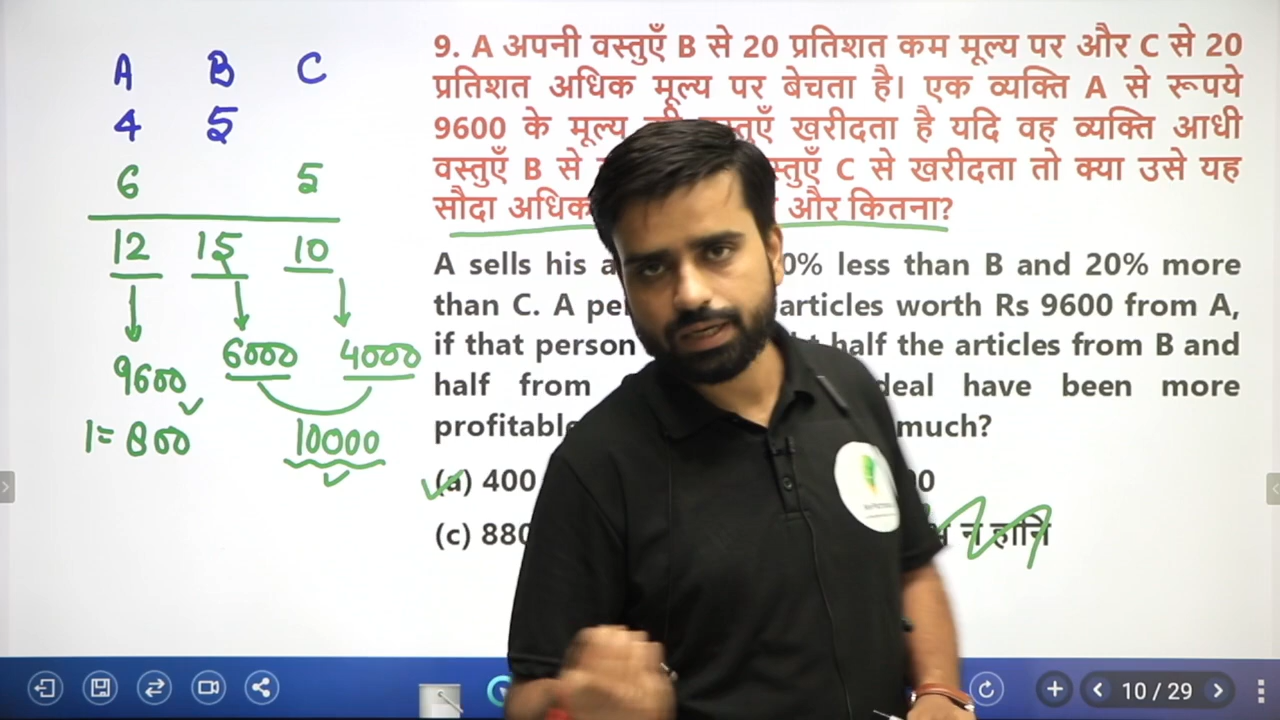 A B C
4 5
6 5
12 15 10
9600 6000 4000
1= 800 10000
9. A अपनी वस्तुएँ B से 20 प्रतिशत कम मूल्य पर और C से 20
प्रतिशत अधिक मूल्य पर बेचता है। एक व्यक्ति A से रूपये
9600 के मूल्य की वस्तुएँ खरीदता है यदि वह व्यक्ति आधी
वस्तुएँ B से C से खरीदता तो क्या उसे यह
सौदा अधिक और कितना?
A sells his 0% less than B and 20% more
than C. A articles worth Rs 9600 from A,
if that person half the articles from B and
half from deal have been more
much?
(a) 400
(c) 880 न हानि
10 / 29